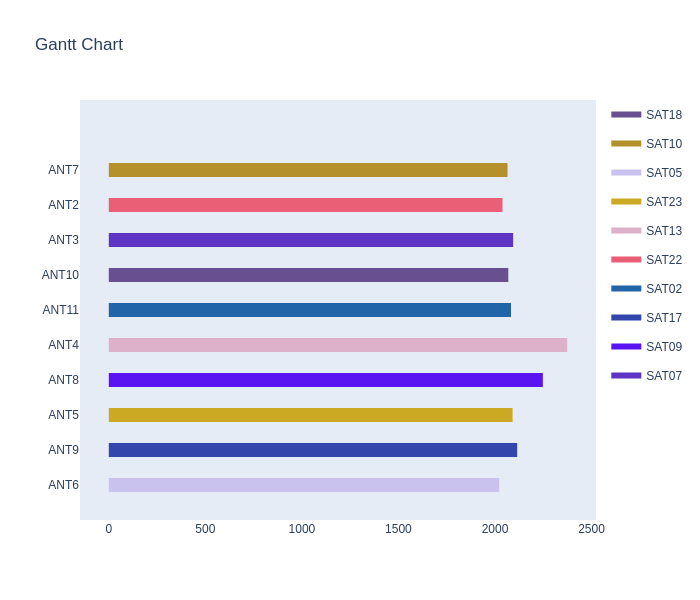 Gantt Chart
SAT18
SAT10
SAT05
SAT23
SAT13
SAT22
SAT02
SAT17
SAT09
SAT07
ANT7
ANT2
ANT3
ANT10
ANT11
ANT4
ANT8
ANT5
ANT9
ANT6
0 500 1000 1500 2000 2500